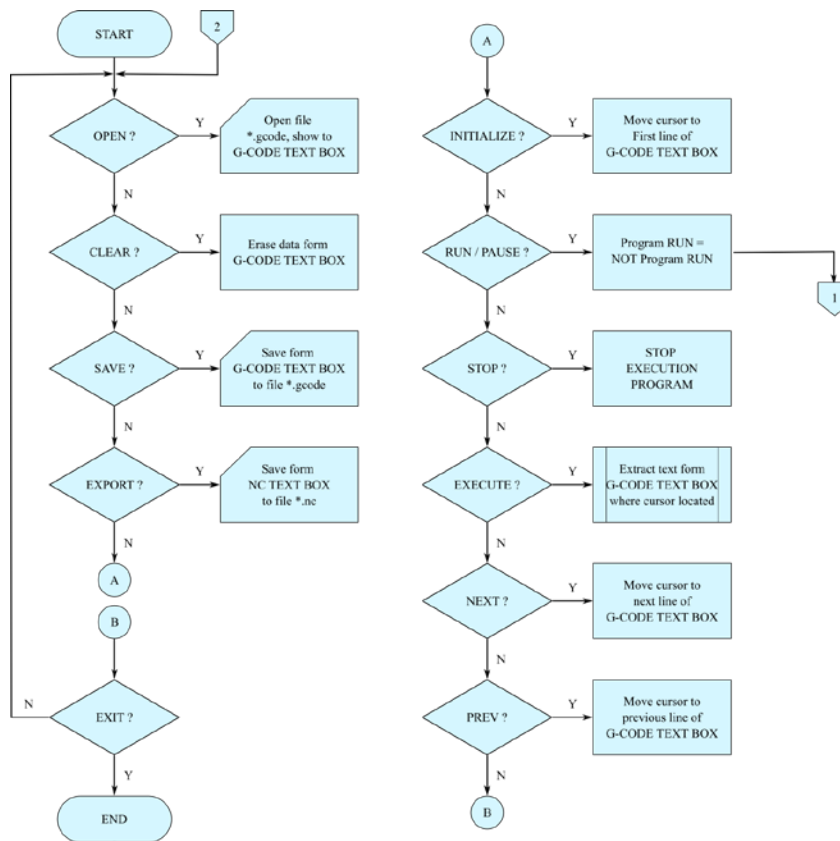 START
2
OPEN ?
Y
Open file
*.gcode, show to
G-CODE TEXT BOX
N
CLEAR ?
Y
Erase data form
G-CODE TEXT BOX
N
SAVE ?
Y
Save form
G-CODE TEXT BOX
to file *.gcode
N
EXPORT ?
Y
Save form
NC TEXT BOX
to file *.nc
N
A
B
N
EXIT ?
Y
END
A
INITIALIZE ?
Y
Move cursor to
First line of
G-CODE TEXT BOX
N
RUN / PAUSE ?
Y
Program RUN =
NOT Program RUN
1
N
STOP ?
Y
STOP
EXECUTION
PROGRAM
N
EXECUTE ?
Y
Extract text form
G-CODE TEXT BOX
where cursor located
N
NEXT ?
Y
Move cursor to
next line of
G-CODE TEXT BOX
N
PREV ?
Y
Move cursor to
previous line of
G-CODE TEXT BOX
N
B